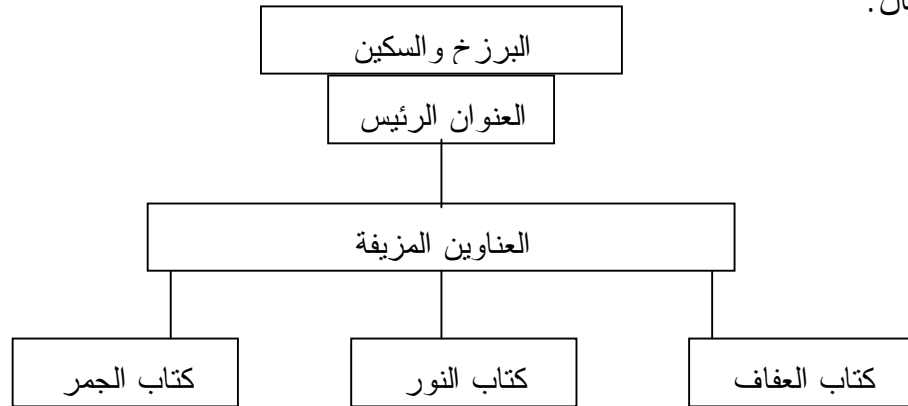 البرزخ والسكين
العنوان الرئيس
العناوين المزيفة
كتاب العفاف
كتاب النور
كتاب الجمر